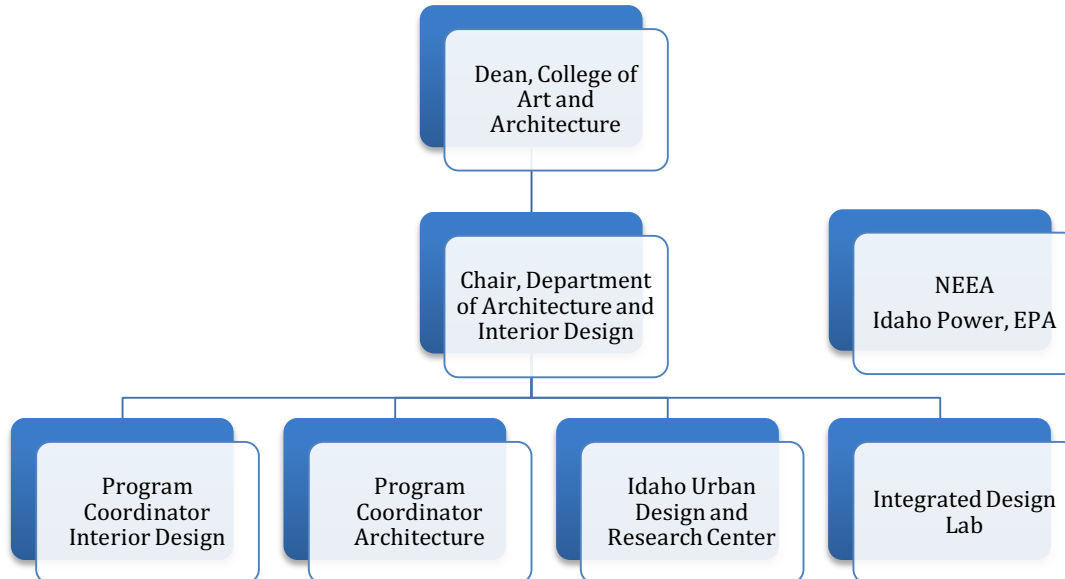 Dean, College of
Art and
Architecture
Chair, Department
of Architecture and
Interior Design
NEEA
Idaho Power, EPA
Program
Coordinator
Interior Design
Program
Coordinator
Architecture
Idaho Urban
Design and
Research Center
Integrated Design
Lab